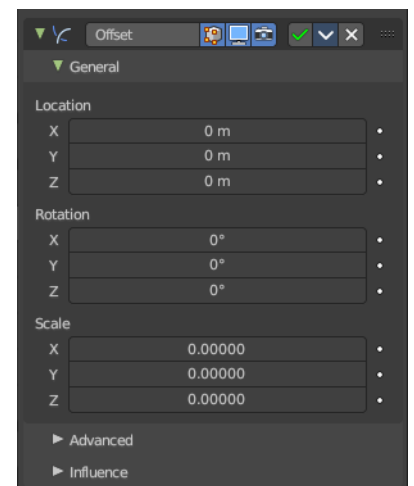 Offset
General
Location
X 0 m
Y 0 m
Z 0 m
Rotation
X 0°
Y 0°
Z 0°
Scale
X 0.00000
Y 0.00000
Z 0.00000
Advanced
Influence